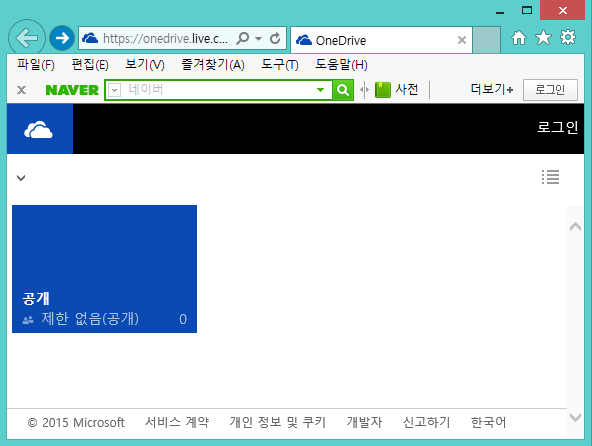 https://onedrive.live.c...
OneDrive
파일(F) 편집(E) 보기(V) 즐겨찾기(A) 도구(T) 도움말(H)
NAVER 네이버 사전 더보기+ 로그인
로그인
공개
제한 없음(공개) 0
© 2015 Microsoft 서비스 계약 개인 정보 및 쿠키 개발자 신고하기 한국어